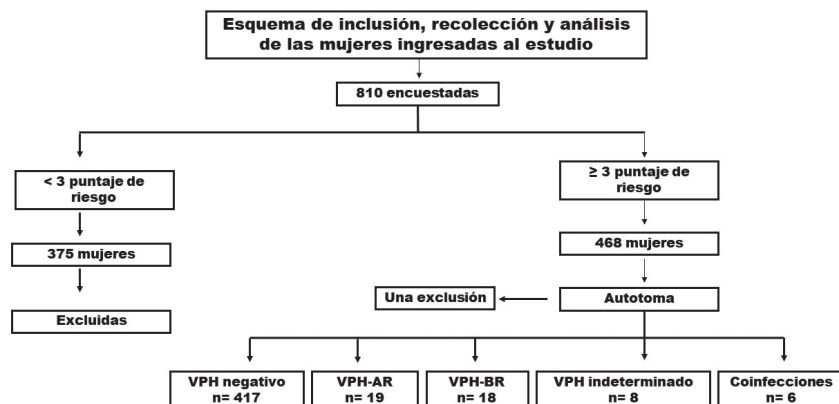 Esquema de inclusión, recolección y análisis
de las mujeres ingresadas al estudio
810 encuestadas
< 3 puntaje de
riesgo
≥ 3 puntaje de
riesgo
375 mujeres
468 mujeres
Excluidas
Una exclusión
Autotoma
VPH negativo
n= 417
VPH-AR
n= 19
VPH-BR
n= 18
VPH indeterminado
n= 8
Coinfecciones
n= 6